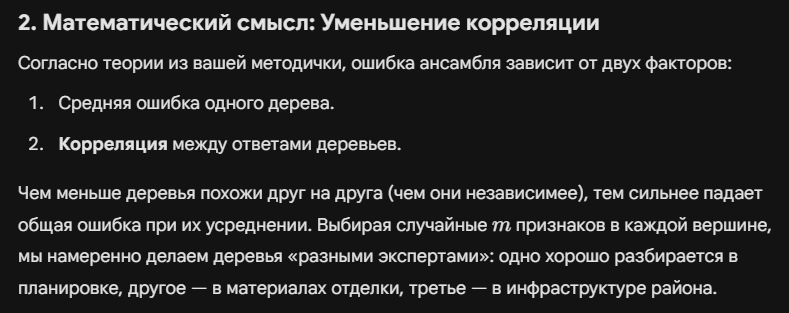 2. Математический смысл: Уменьшение корреляции
Согласно теории из вашей методички, ошибка ансамбля зависит от двух факторов:
1. Средняя ошибка одного дерева.
2. Корреляция между ответами деревьев.
Чем меньше деревья похожи друг на друга (чем они независимее), тем сильнее падает
общая ошибка при их усреднении. Выбирая случайные m признаков в каждой вершине,
мы намеренно делаем деревья «разными экспертами»: одно хорошо разбирается в
планировке, другое — в материалах отделки, третье — в инфраструктуре района.